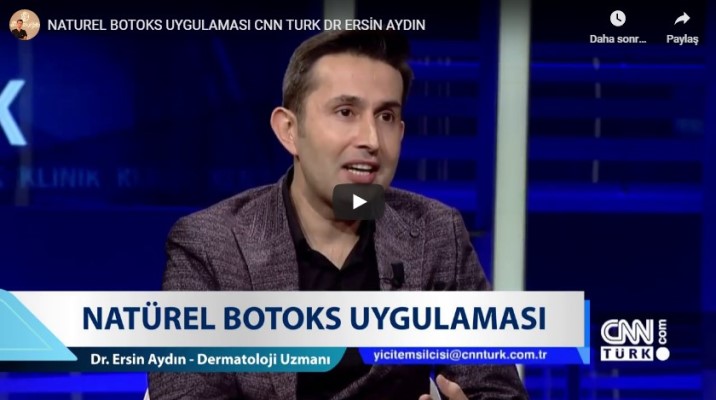 NATUREL BOTOKS UYGULAMASI CNN TURK DR ERSİN AYDIN
Daha sonr...
Paylaş
K
KLINIK
NATÜREL BOTOKS UYGULAMASI
Dr. Ersin Aydın - Dermatoloji Uzmanı
yicitemsilcisi@cnnturk.com.tr
CNN
TÜRK
.com